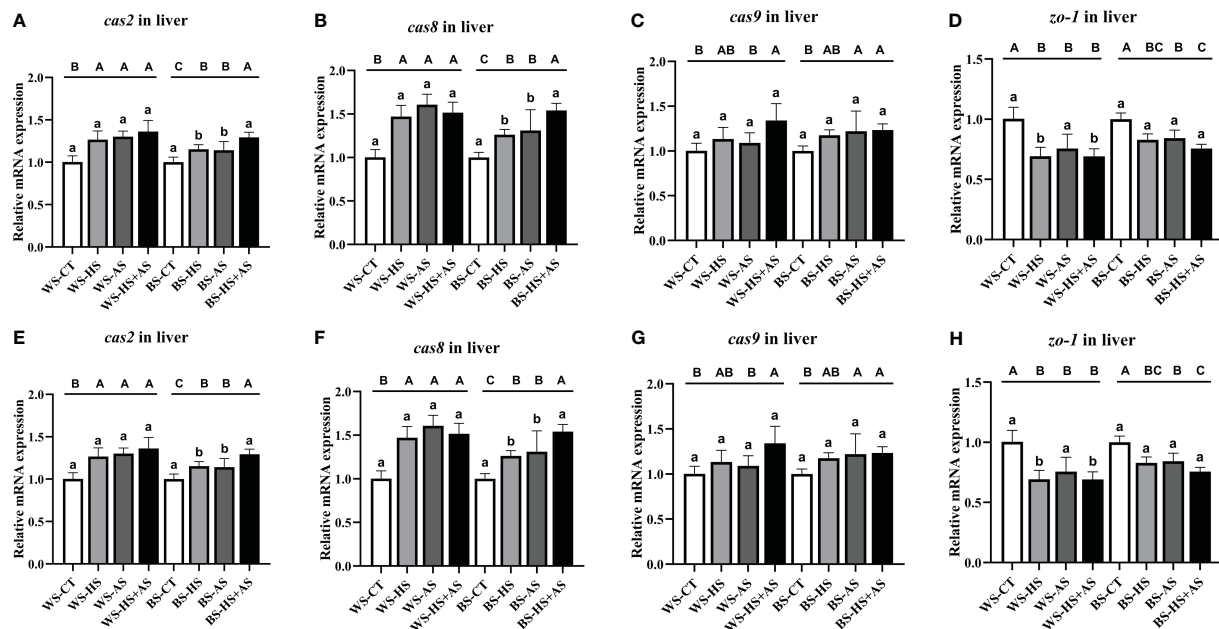 A
cas2 in liver
B A A A C B B A
a a a a a b b a
Relative mRNA expression
2.0
1.5
1.0
0.5
0.0
WS-CT
WS-HS
WS-AS
WS-HS+AS
BS-CT
BS-HS
BS-AS
BS-HS+AS
B
cas8 in liver
B A A A C B B A
a a a a a b b a
Relative mRNA expression
2.0
1.5
1.0
0.5
0.0
WS-CT
WS-HS
WS-AS
WS-HS+AS
BS-CT
BS-HS
BS-AS
BS-HS+AS
C
cas9 in liver
B AB B A B AB A A
a a a a a a a a
Relative mRNA expression
2.0
1.5
1.0
0.5
0.0
WS-CT
WS-HS
WS-AS
WS-HS+AS
BS-CT
BS-HS
BS-AS
BS-HS+AS
D
zo-1 in liver
A B B B A BC B C
a b a b a a a a
Relative mRNA expression
1.5
1.0
0.5
0.0
WS-CT
WS-HS
WS-AS
WS-HS+AS
BS-CT
BS-HS
BS-AS
BS-HS+AS
E
cas2 in liver
B A A A C B B A
a a a a a b b a
Relative mRNA expression
2.0
1.5
1.0
0.5
0.0
WS-CT
WS-HS
WS-AS
WS-HS+AS
BS-CT
BS-HS
BS-AS
BS-HS+AS
F
cas8 in liver
B A A A C B B A
a a a a a b b a
Relative mRNA expression
2.0
1.5
1.0
0.5
0.0
WS-CT
WS-HS
WS-AS
WS-HS+AS
BS-CT
BS-HS
BS-AS
BS-HS+AS
G
cas9 in liver
B AB B A B AB A A
a a a a a a a a
Relative mRNA expression
2.0
1.5
1.0
0.5
0.0
WS-CT
WS-HS
WS-AS
WS-HS+AS
BS-CT
BS-HS
BS-AS
BS-HS+AS
H
zo-1 in liver
A B B B A BC B C
a b a b a a a a
Relative mRNA expression
1.5
1.0
0.5
0.0
WS-CT
WS-HS
WS-AS
WS-HS+AS
BS-CT
BS-HS
BS-AS
BS-HS+AS